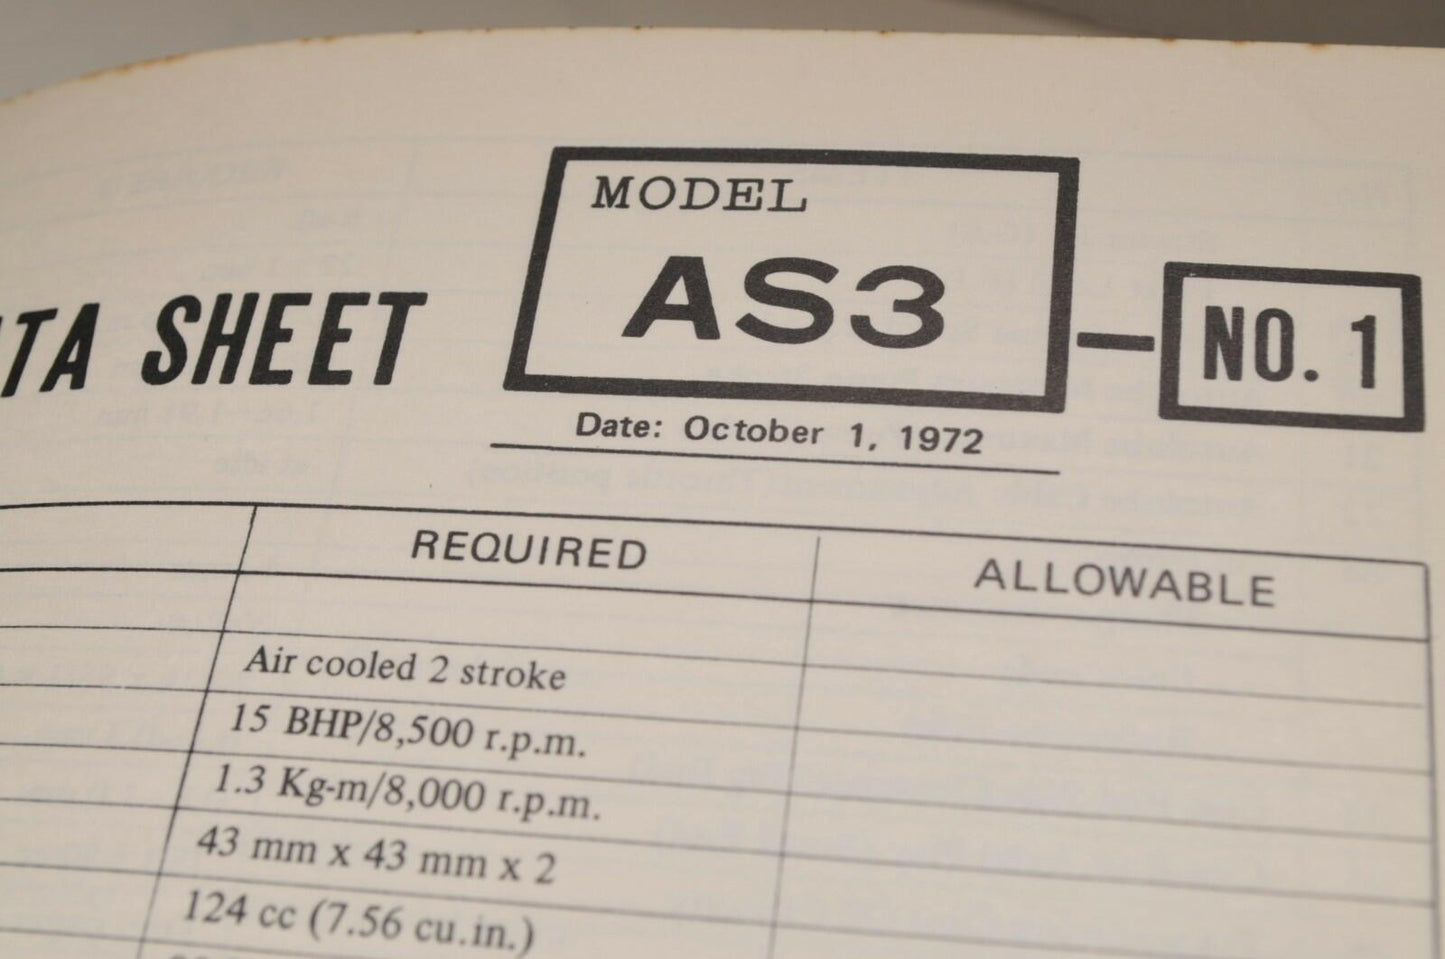 MODEL
AS3
TA SHEET
NO. 1
Date: October 1, 1972
REQUIRED
ALLOWABLE
Air cooled 2 stroke
15 BHP/8,500 r.p.m.
1.3 Kg-m/8,000 r.p.m.
43 mm x 43 mm x 2
124 cc (7.56 cu.in.)